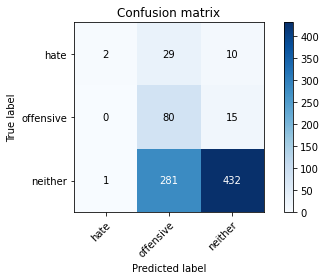 Confusion matrix
True label
hate 2 29 10
offensive 0 80 15
neither 1 281 432
hate offensive neither
Predicted label
400
350
300
250
200
150
100
50
0